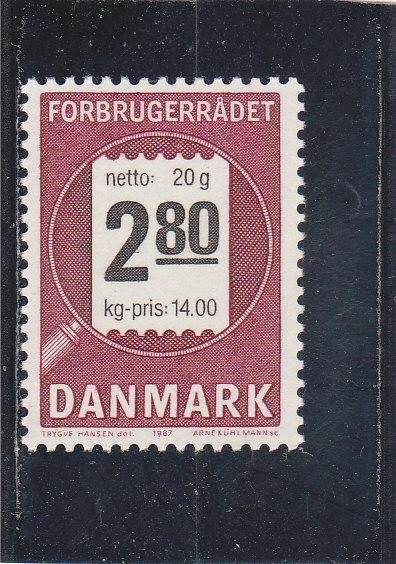 FORBRUGERRÅDET
netto: 20 g
2 80
kg-pris: 14.00
DANMARK
TRYGVE HANSEN del. 1987 ARNE KÜHLMANN sc.